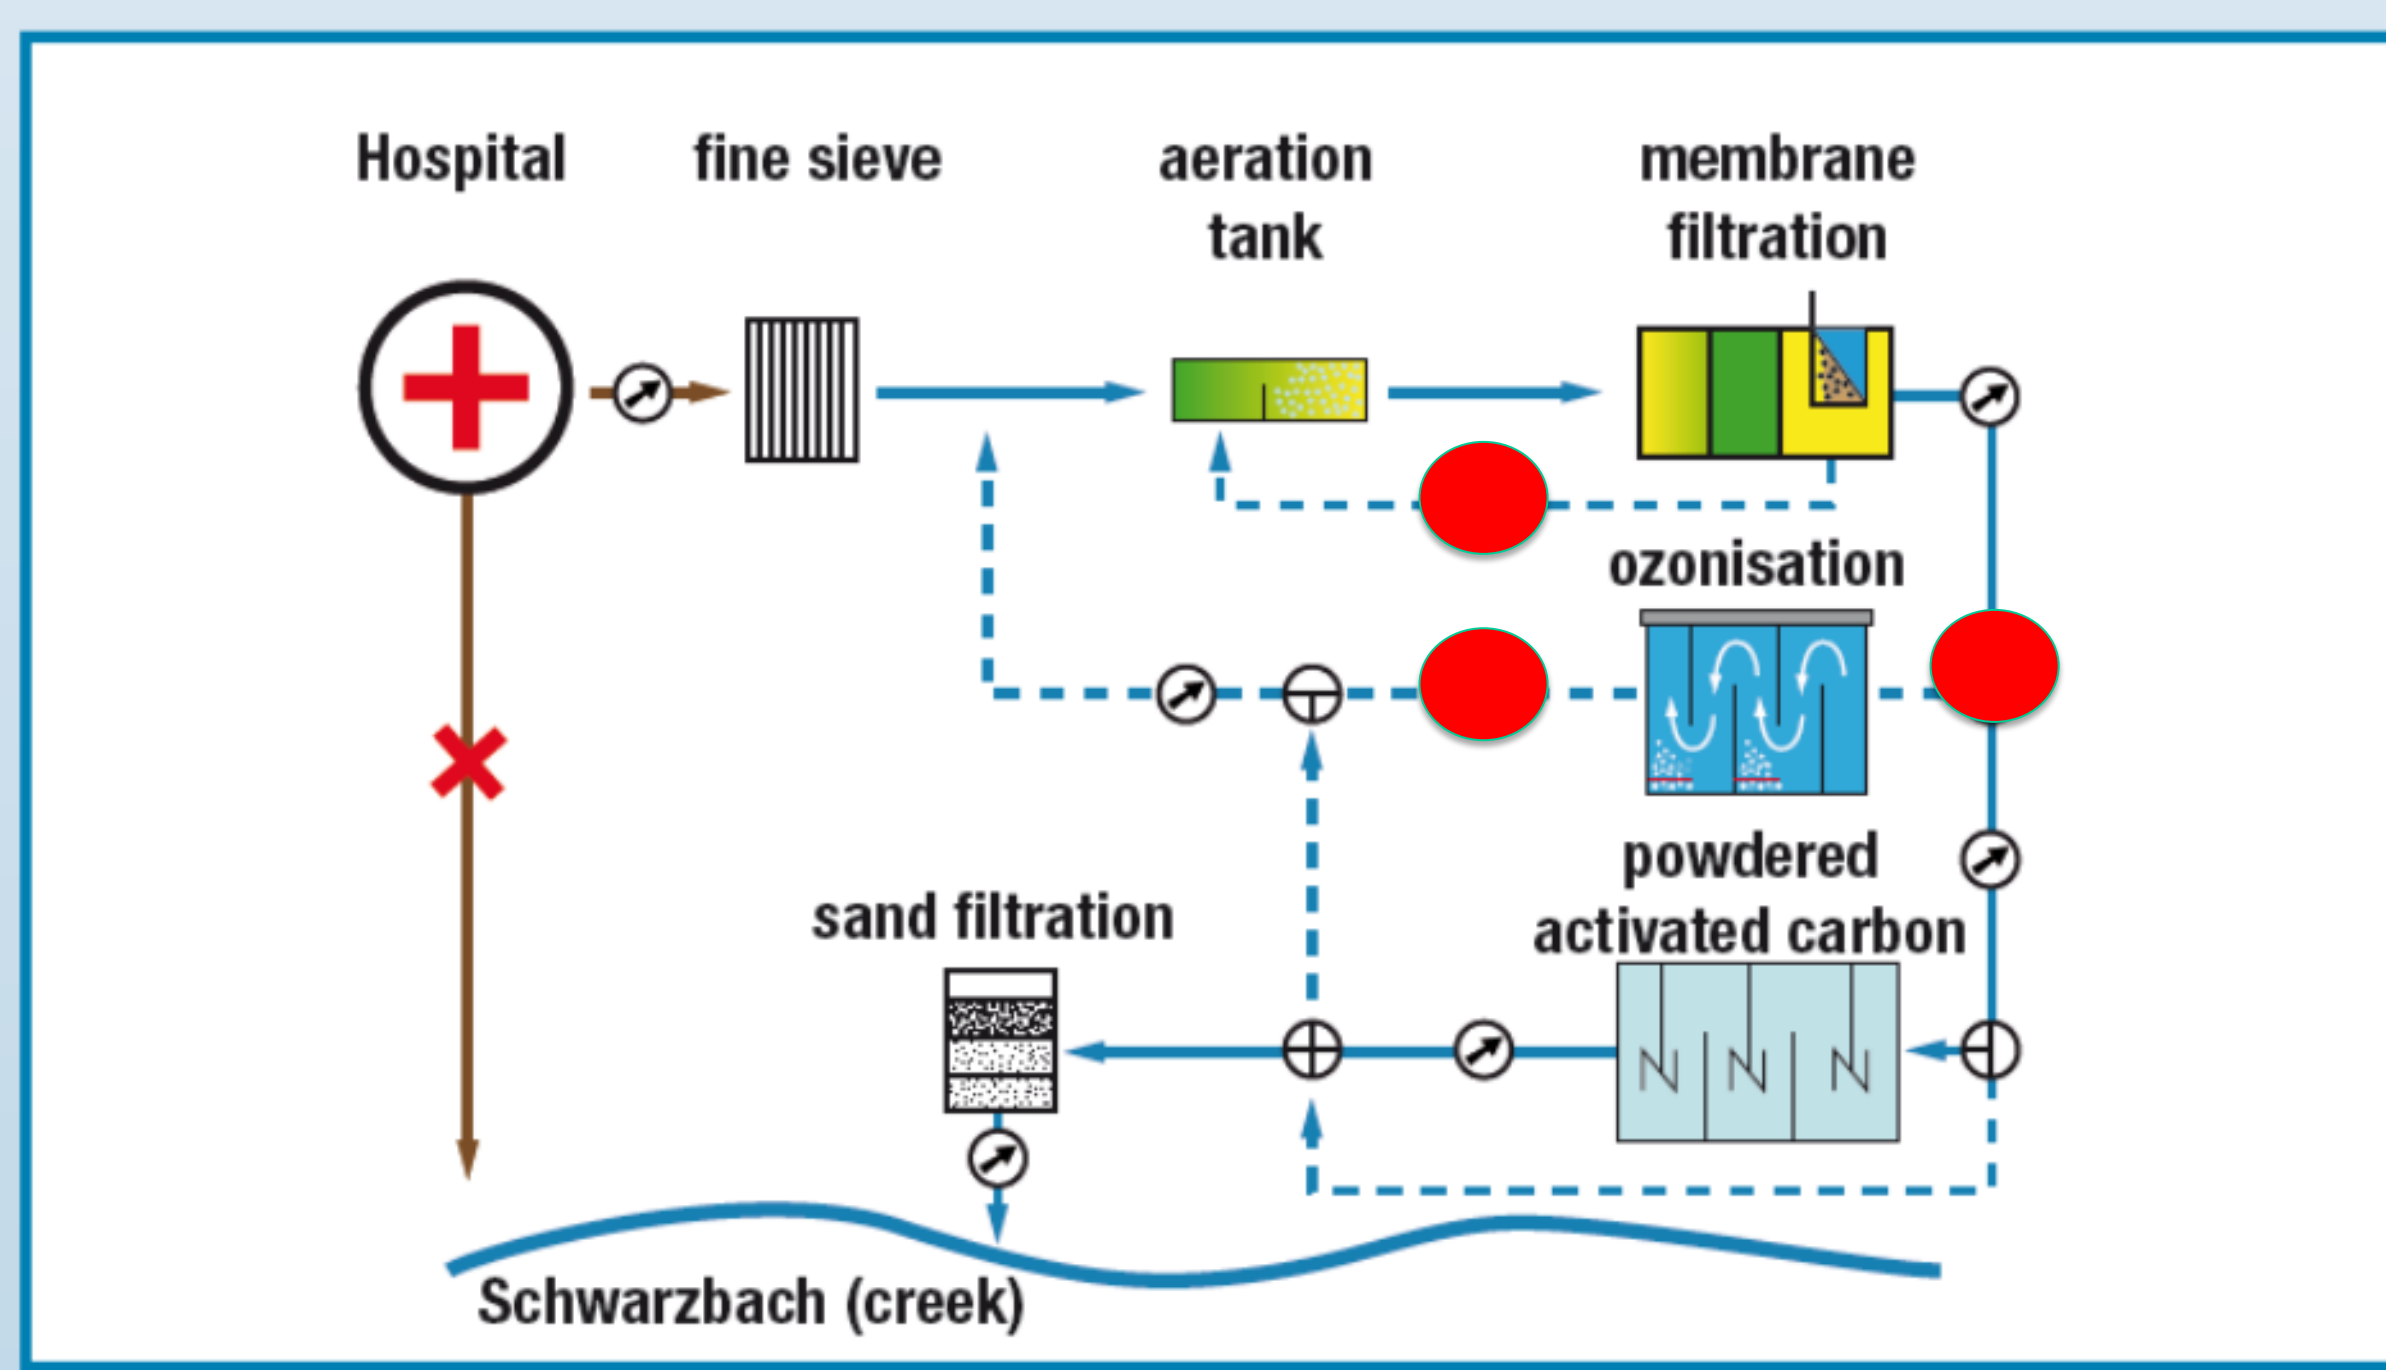 Hospital
fine sieve
aeration
tank
membrane
filtration
ozonisation
powdered
activated carbon
sand filtration
Schwarzbach (creek)